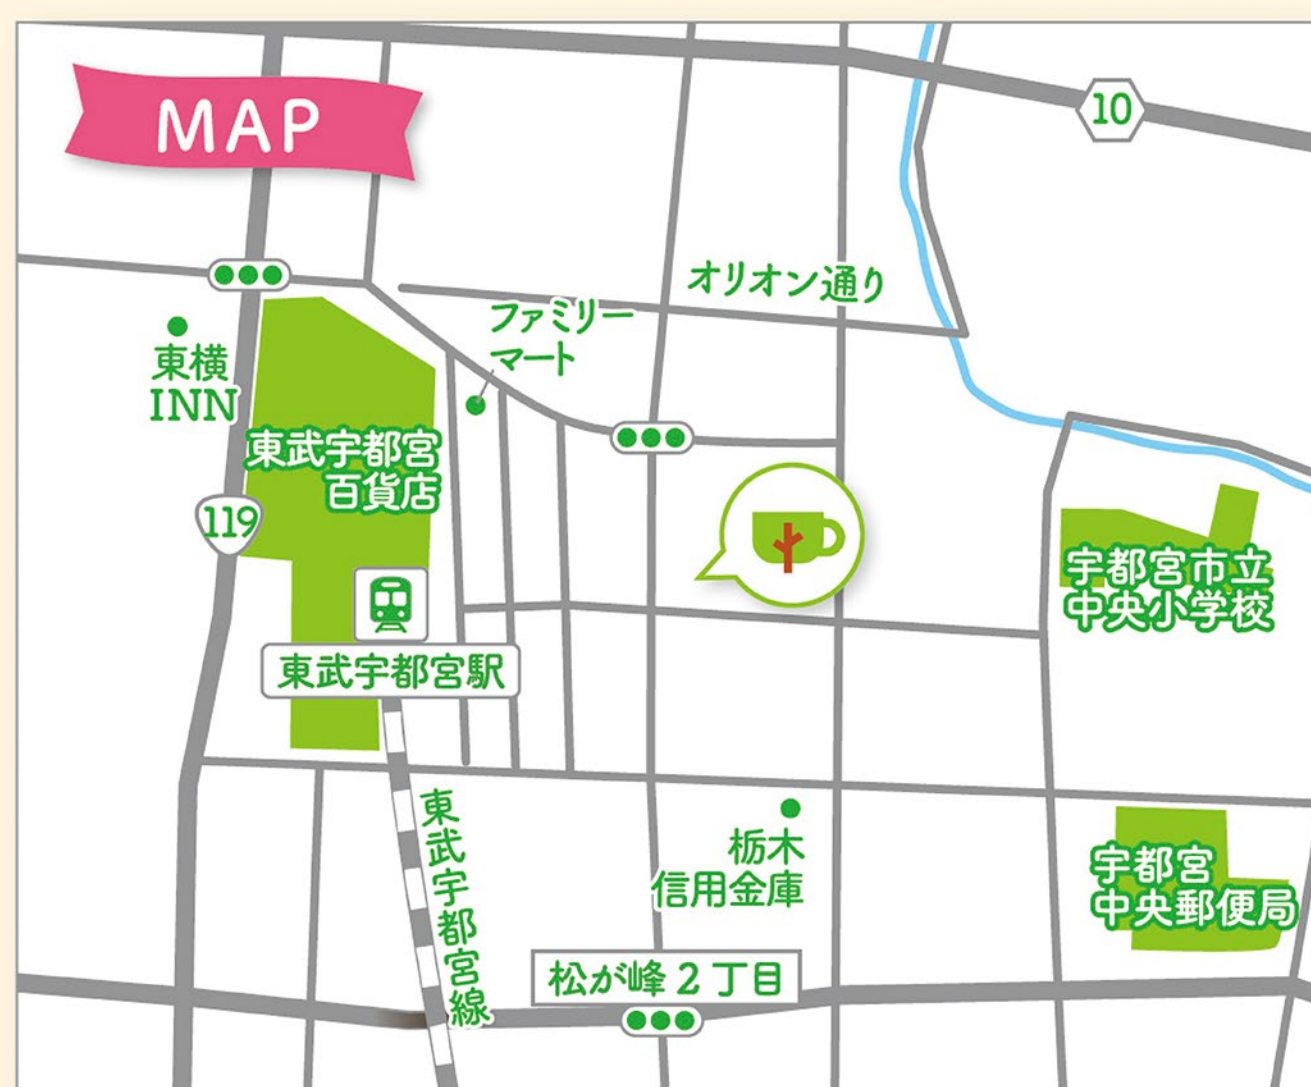 MAP
10
オリオン通り
ファミリー
マート
東横
INN
東武宇都宮
百貨店
119
宇都宮市立
中央小学校
東武宇都宮駅
東武宇都宮線
栃木
信用金庫
宇都宮
中央郵便局
松が峰2丁目